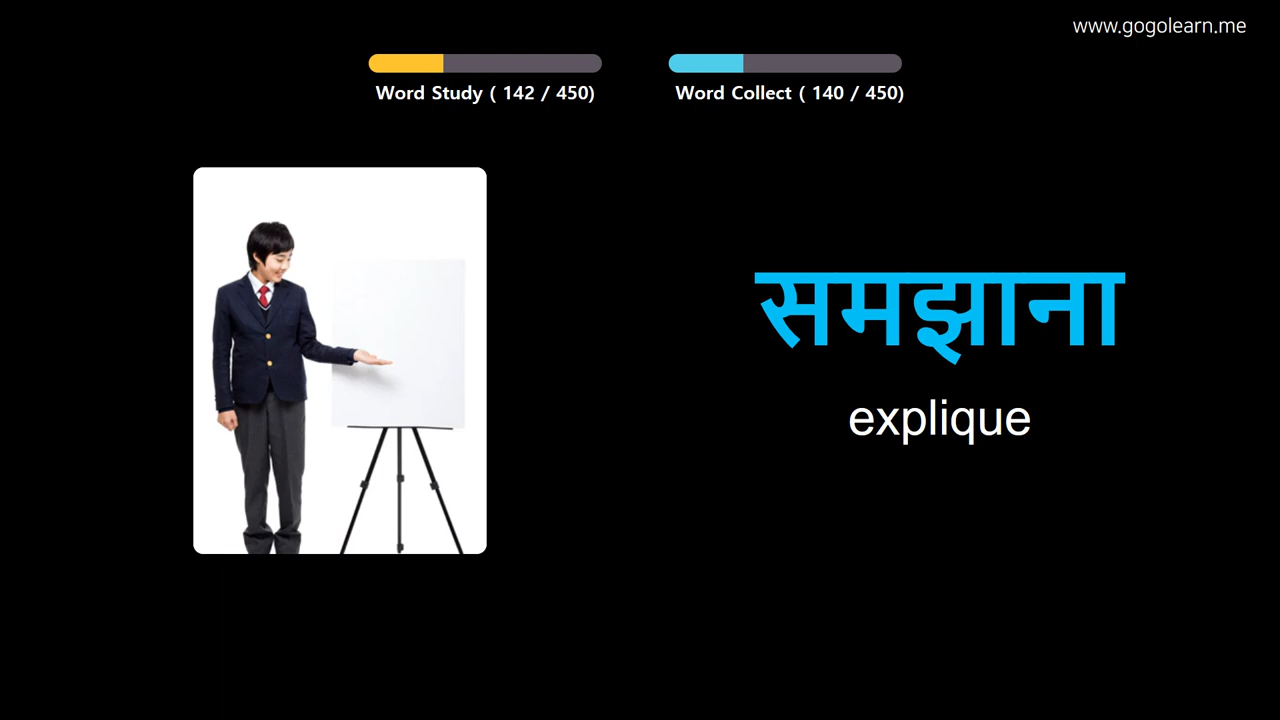 www.gogolearn.me
Word Study ( 142 / 450)
Word Collect ( 140 / 450)
समझाना
explique